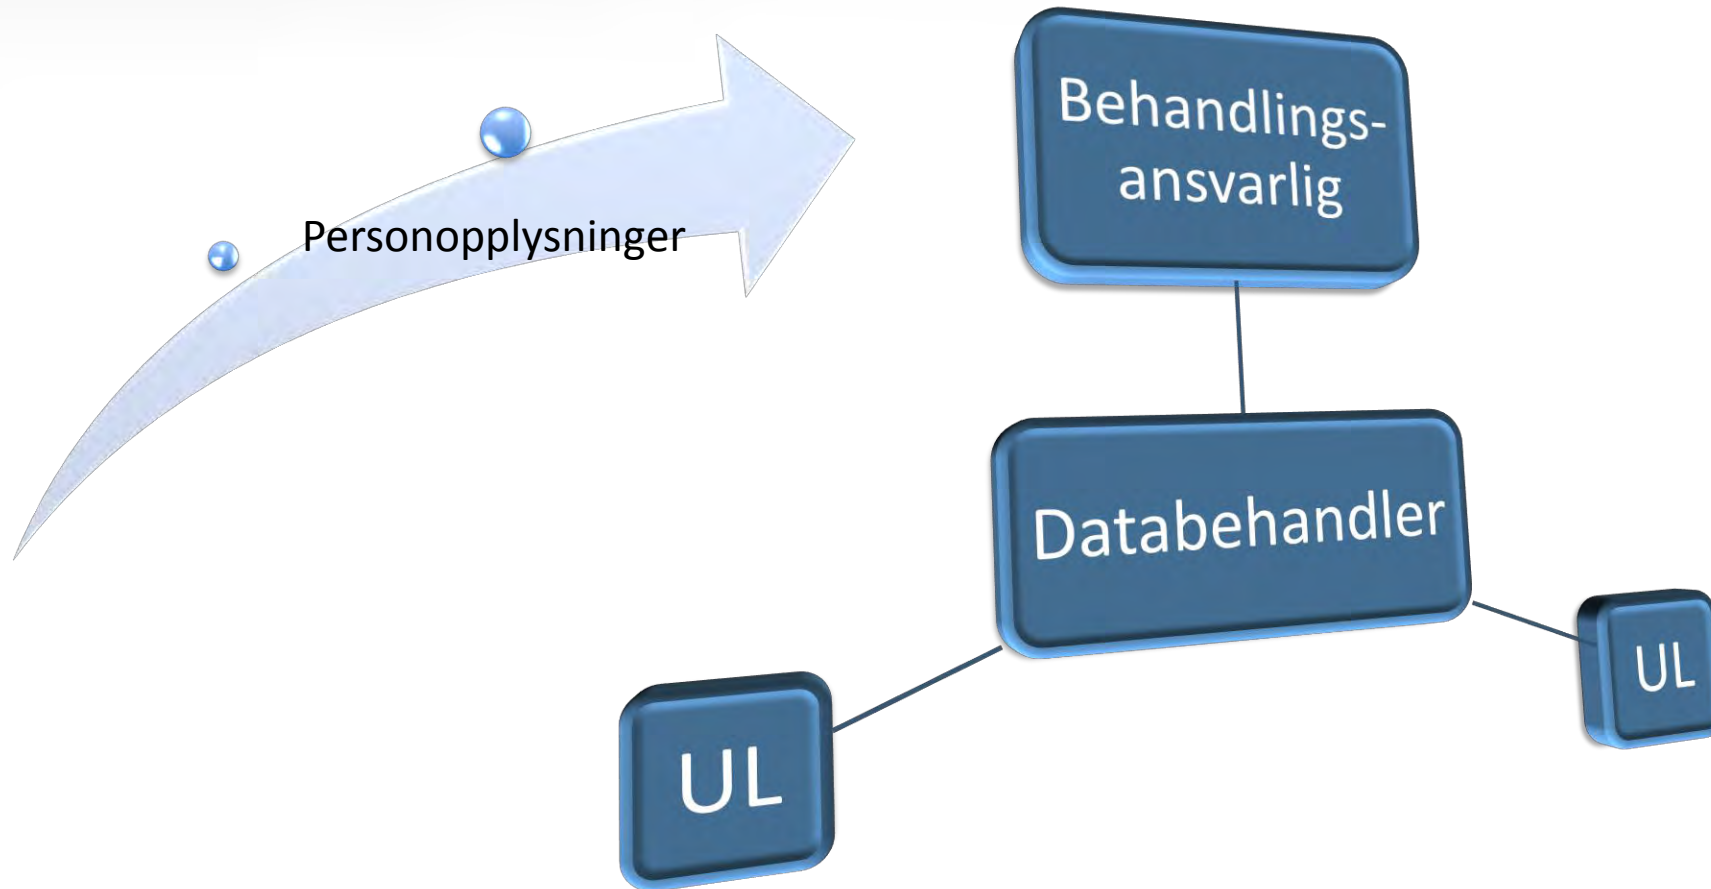 Behandlings-
ansvarlig
Personopplysninger
Databehandler
UL
UL